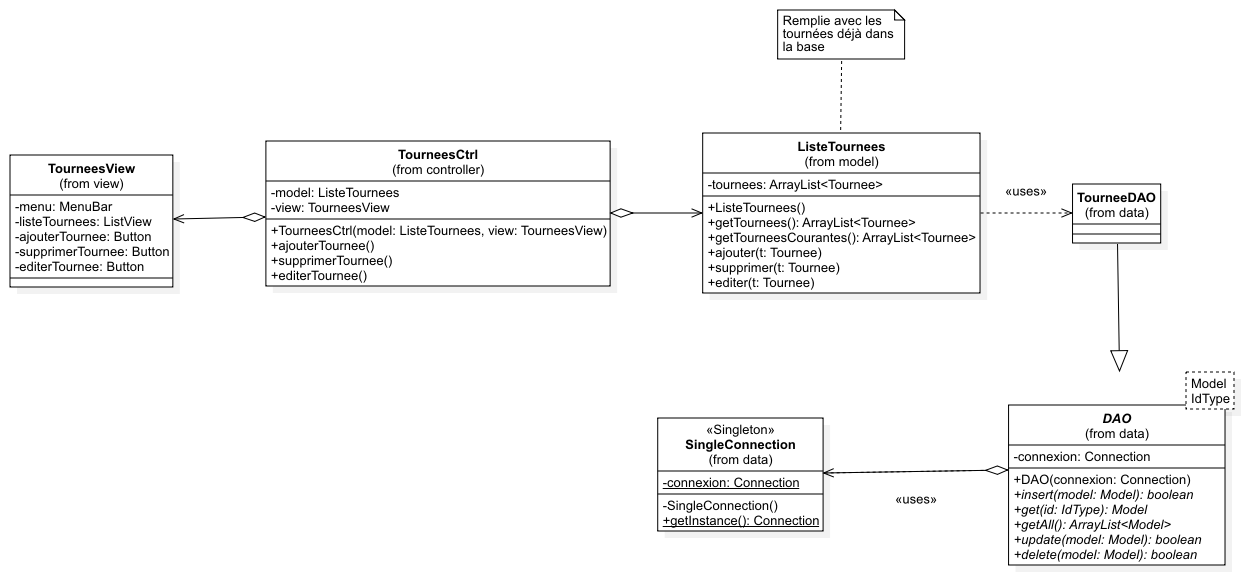 Remplie avec les
tournées déjà dans
la base
TourneesView
(from view)
-menu: MenuBar
-listeTournees: ListView
-ajouterTournee: Button
-supprimerTournee: Button
-editerTournee: Button
TourneesCtrl
(from controller)
-model: ListeTournees
-view: TourneesView
+TourneesCtrl(model: ListeTournees, view: TourneesView)
+ajouterTournee()
+supprimerTournee()
+editerTournee()
ListeTournees
(from model)
-tournees: ArrayList<Tournee>
+ListeTournees()
+getTournees(): ArrayList<Tournee>
+getTourneesCourantes(): ArrayList<Tournee>
+ajouter(t: Tournee)
+supprimer(t: Tournee)
+editer(t: Tournee)
«uses»
TourneeDAO
(from data)
«Singleton»
SingleConnection
(from data)
-connexion: Connection
-SingleConnection()
+getInstance(): Connection
«uses»
Model
IdType
DAO
(from data)
-connexion: Connection
+DAO(connexion: Connection)
+insert(model: Model): boolean
+get(id: IdType): Model
+getAll(): ArrayList<Model>
+update(model: Model): boolean
+delete(model: Model): boolean